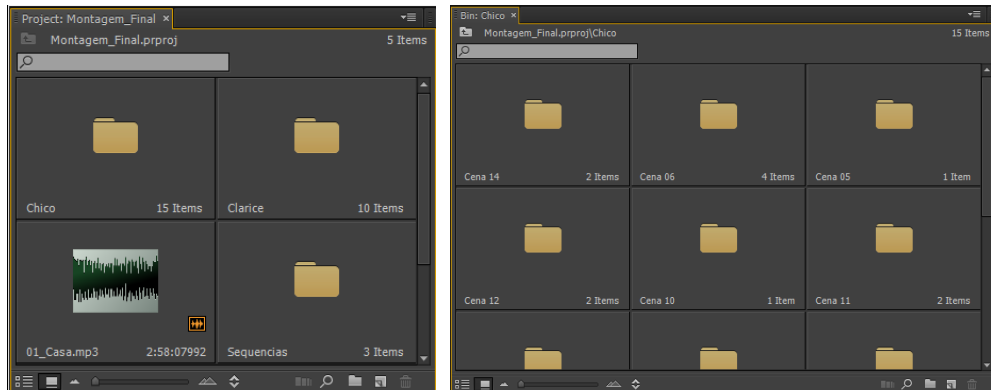 Project: Montagem_Final ×
Montagem_Final.prproj 5 Items
Chico 15 Items Clarice 10 Items
01_Casa.mp3 2:58:07992 Sequencias 3 Items
Bin: Chico ×
Montagem_Final.prproj\Chico 15 Items
Cena 14 2 Items Cena 06 4 Items Cena 05 1 Item
Cena 12 2 Items Cena 10 1 Item Cena 11 2 Items